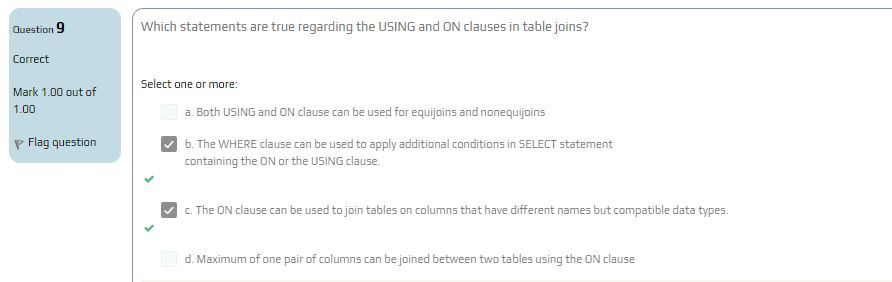 Question 9
Correct
Mark 1.00 out of
1.00
Flag question
Which statements are true regarding the USING and ON clauses in table joins?
Select one or more:
a. Both USING and ON clause can be used for equijoins and nonequijoins
b. The WHERE clause can be used to apply additional conditions in SELECT statement
containing the ON or the USING clause.
c. The ON clause can be used to join tables on columns that have different names but compatible data types.
d. Maximum of one pair of columns can be joined between two tables using the ON clause